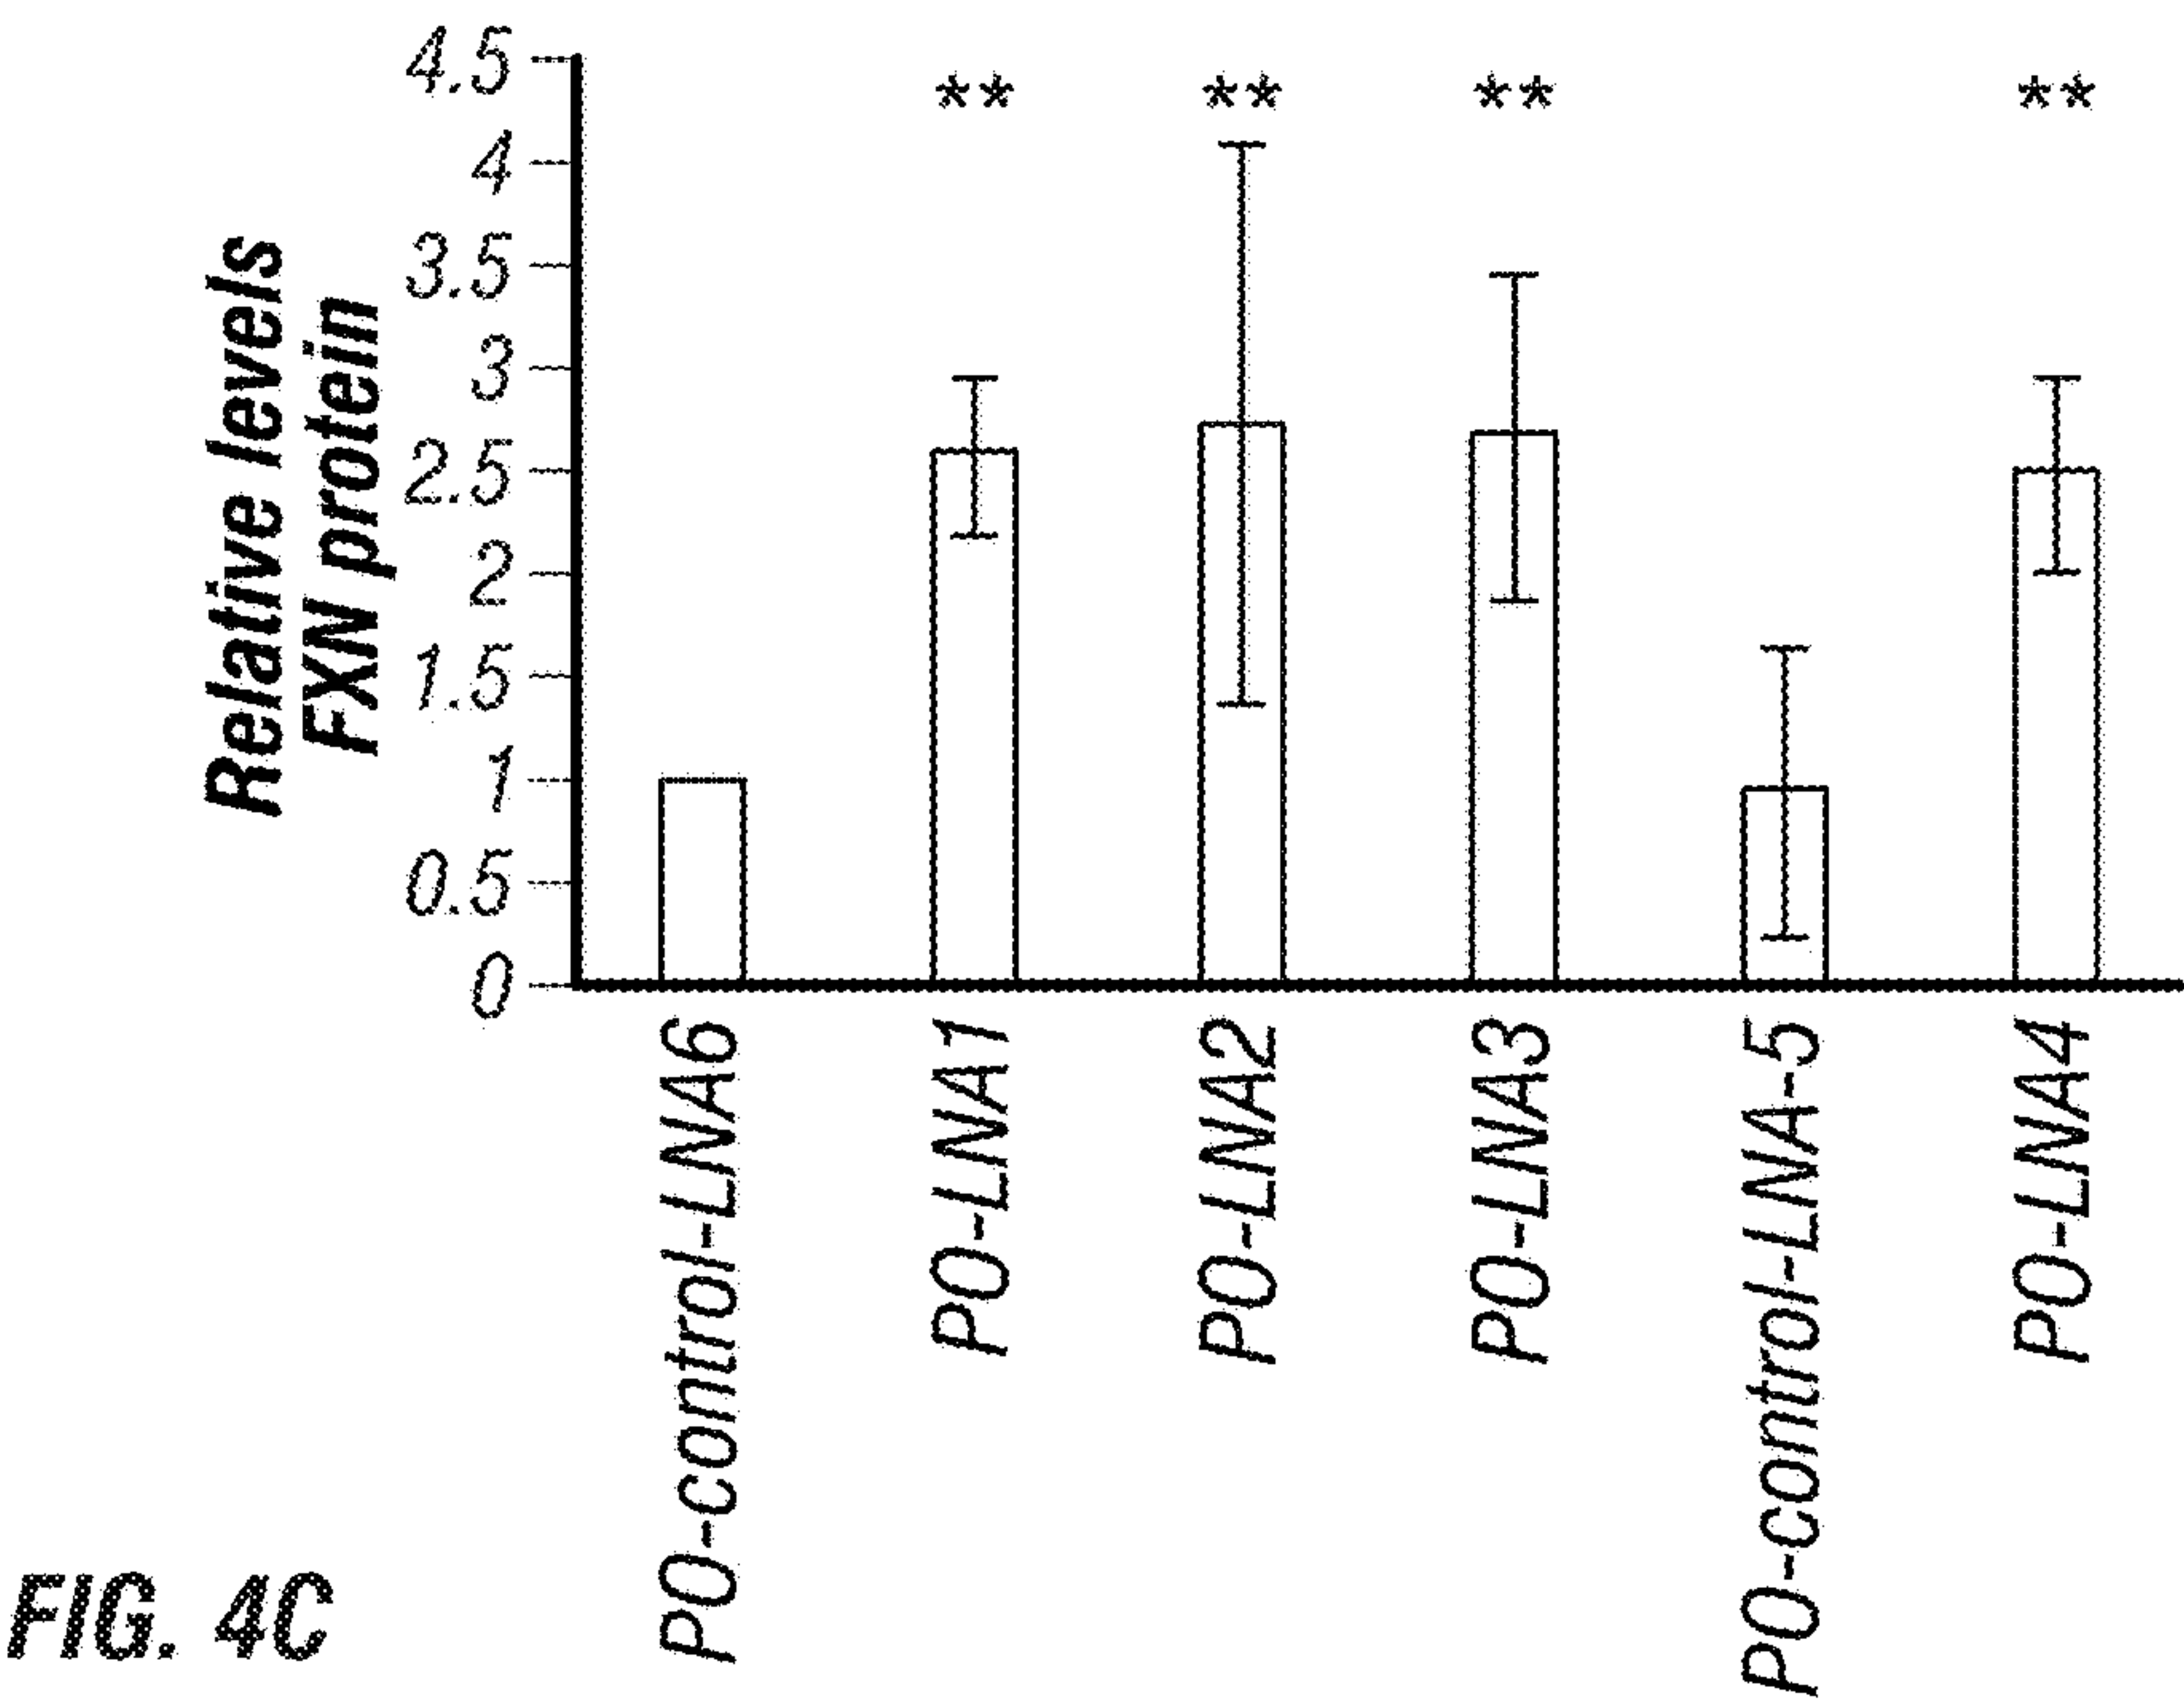 4.5
4
3.5
3
2.5
2
1.5
1
0.5
0
Relative levels
FXN protein
**
**
**
**
PO-control-LNA6
PO-LNA1
PO-LNA2
PO-LNA3
PO-control-LNA-5
PO-LNA4
FIG. 4C